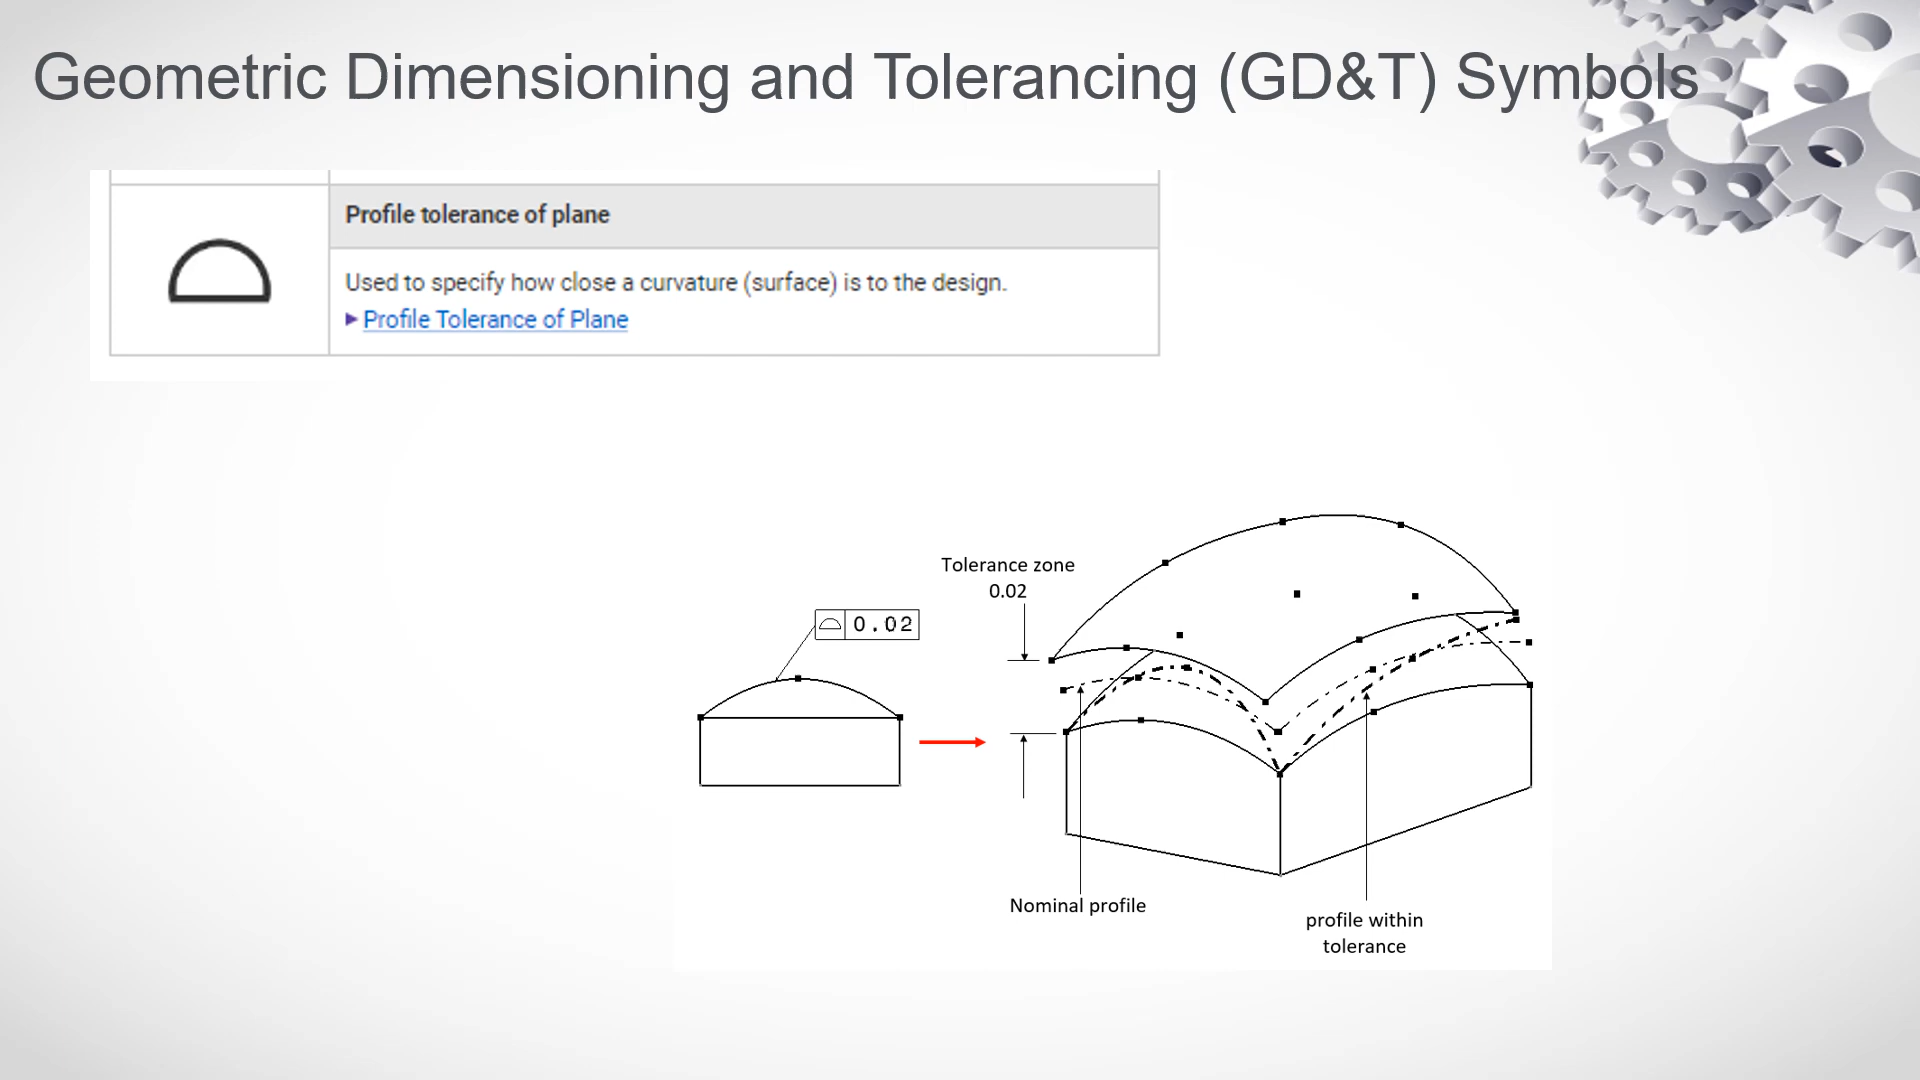 Geometric Dimensioning and Tolerancing (GD&T) Symbols
Profile tolerance of plane
Used to specify how close a curvature (surface) is to the design.
Profile Tolerance of Plane
Tolerance zone
0.02
0.02
Nominal profile
profile within
tolerance